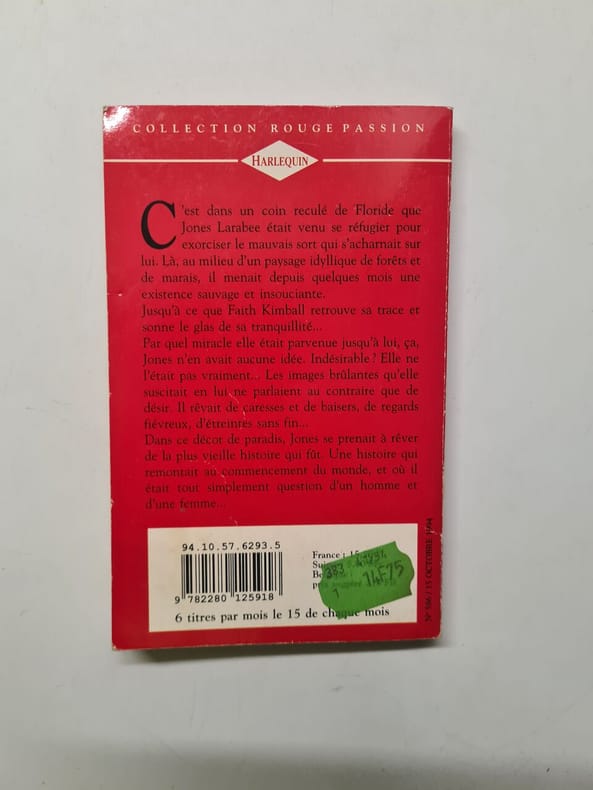 COLLECTION ROUGE PASSION
HARLEQUIN
C'est dans un coin reculé de Floride que
Jones Larabee était venu se réfugier pour
exorciser le mauvais sort qui s'acharnait sur
lui. Là, au milieu d'un paysage idyllique de forêts et
de marais, il menait depuis quelques mois une
existence sauvage et insouciante.
Jusqu'à ce que Faith Kimball retrouve sa trace et
sonne le glas de sa tranquillité...
Par quel miracle elle était parvenue jusqu'à lui, ça,
Jones n'en avait aucune idée. Indésirable ? Elle ne
l'était pas vraiment... Les images brûlantes qu'elle
suscitait en lui ne parlaient au contraire que de
désir. Il rêvait de caresses et de baisers, de regards
fiévreux, d'étreintes sans fin...
Dans ce décor de paradis, Jones se prenait à rêver
de la plus vieille histoire qui fût. Une histoire qui
remontait au commencement du monde, et où il
était tout simplement question d'un homme et
d'une femme...
94.10.57.6293.5
9 782280 125918
France :
383
1
14F75
6 titres par mois le 15 de chaque mois
N° 586 / 15 OCTOBRE 1994